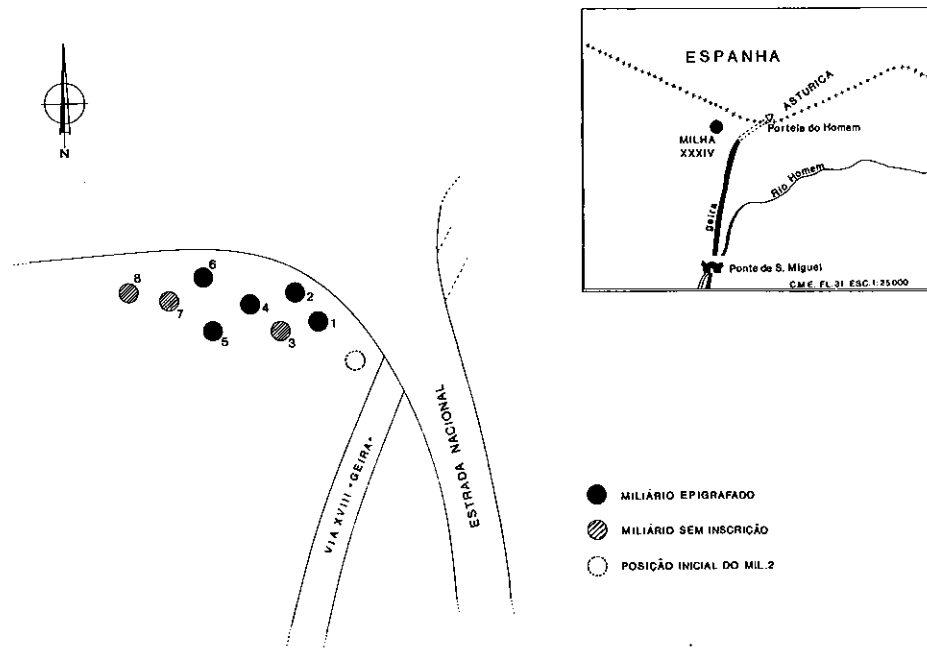 N
8
7
6
5
4
3
2
1
VIA XVIII "GEIRA"
ESTRADA NACIONAL
ESPANHA
ASTURICA
Portela do Homem
MILHA
XXXIV
Geira
Rio Homem
Ponte de S. Miguel
C.M.E. FL.31 ESC.1:25000
MILIÁRIO EPIGRAFADO
MILIÁRIO SEM INSCRIÇÃO
POSIÇÃO INICIAL DO MIL.2